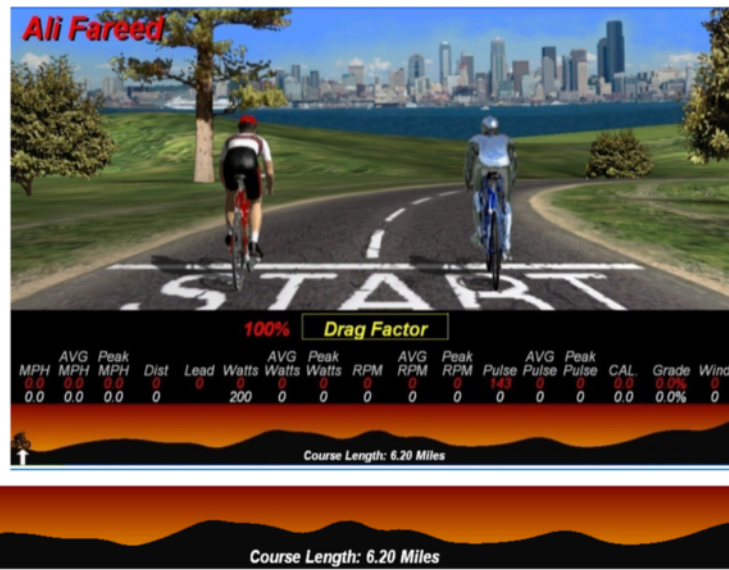 Ali Fareed
START
100% Drag Factor
MPH AVG MPH Peak MPH Dist Lead Watts AVG Watts Peak Watts RPM AVG RPM Peak RPM Pulse AVG Pulse Peak Pulse CAL. Grade Wind
0.0 0.0 0.0 0 0 0 0 0 0 0 0 143 0 0 0.0 0.0% 0
0.0 0.0 0.0 0 200 0 0 0 0 0 0 0 0 0.0 0.0% 0
Course Length: 6.20 Miles
Course Length: 6.20 Miles